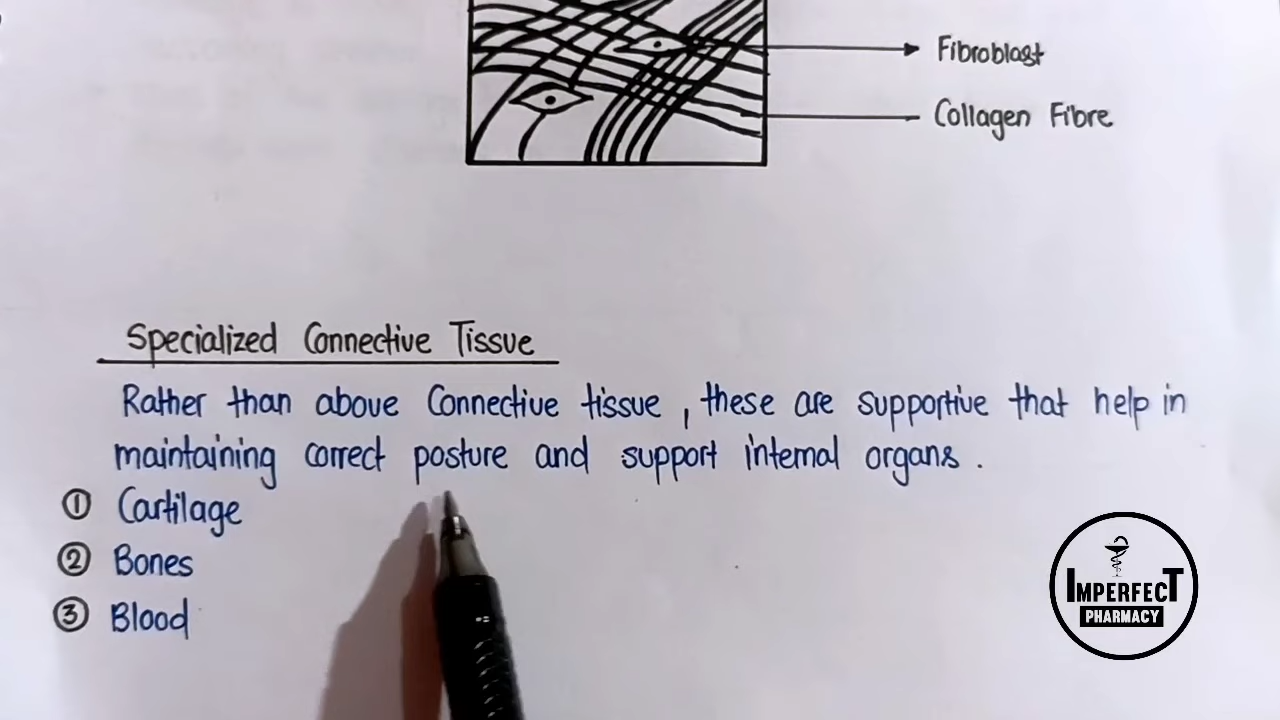 Fibroblast
Collagen Fibre
Specialized Connective Tissue
Rather than above Connective tissue, these are supportive that help in
maintaining correct posture and support internal organs.
① Cartilage
② Bones
③ Blood
IMPERFECT
PHARMACY